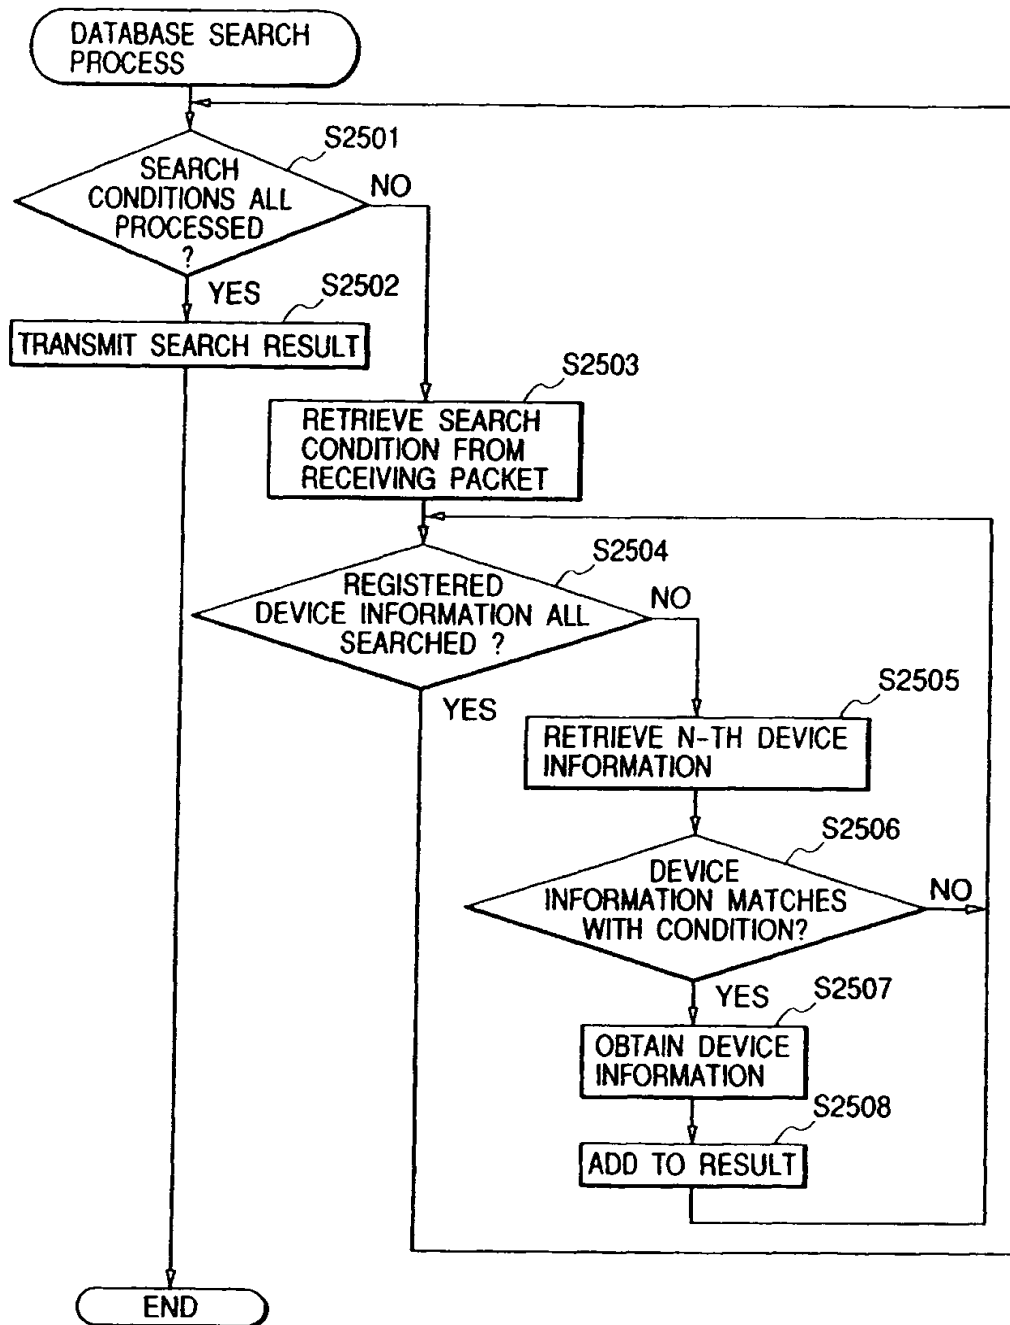 DATABASE SEARCH
PROCESS
S2501
SEARCH
CONDITIONS ALL
PROCESSED
?
NO
YES
S2502
TRANSMIT SEARCH RESULT
S2503
RETRIEVE SEARCH
CONDITION FROM
RECEIVING PACKET
S2504
REGISTERED
DEVICE INFORMATION ALL
SEARCHED ?
NO
YES
S2505
RETRIEVE N-TH DEVICE
INFORMATION
S2506
DEVICE
INFORMATION MATCHES
WITH CONDITION?
NO
YES
S2507
OBTAIN DEVICE
INFORMATION
S2508
ADD TO RESULT
END